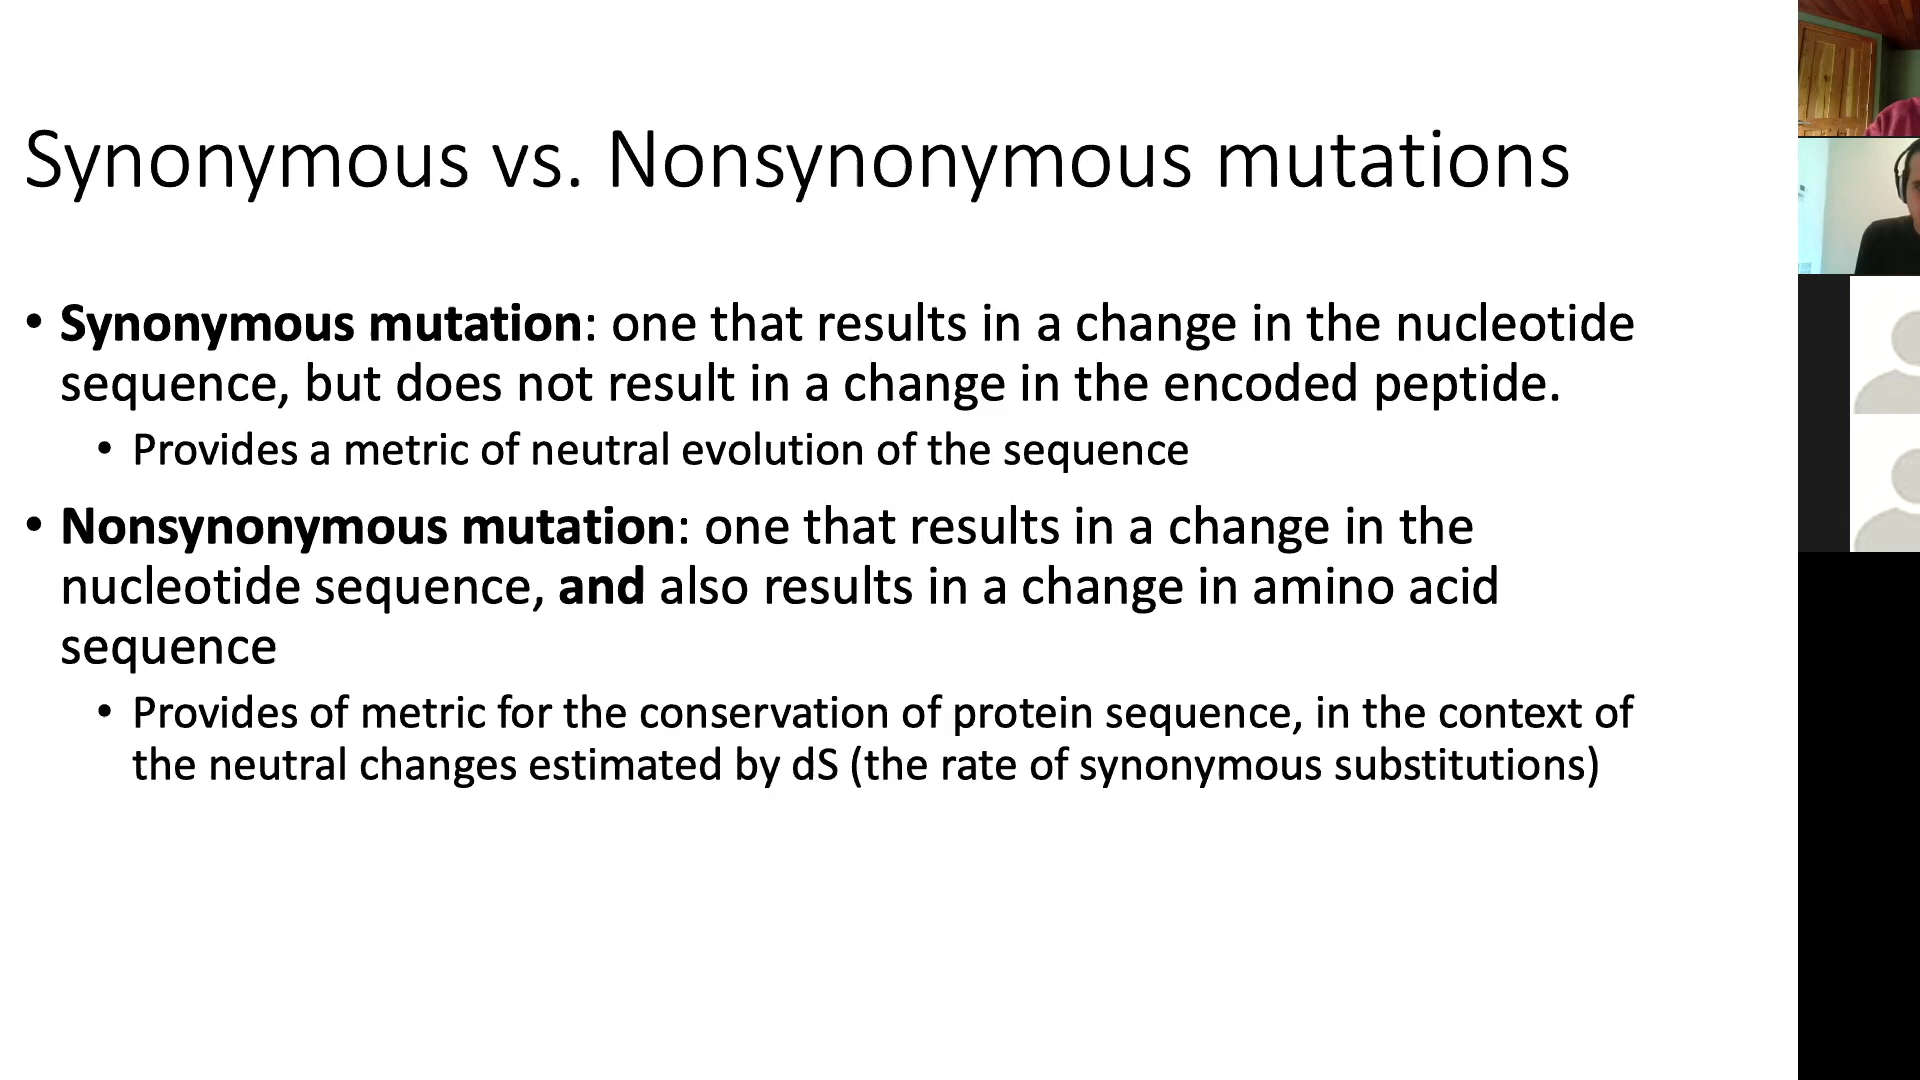 Synonymous vs. Nonsynonymous mutations
• Synonymous mutation: one that results in a change in the nucleotide
sequence, but does not result in a change in the encoded peptide.
• Provides a metric of neutral evolution of the sequence
• Nonsynonymous mutation: one that results in a change in the
nucleotide sequence, and also results in a change in amino acid
sequence
• Provides of metric for the conservation of protein sequence, in the context of
the neutral changes estimated by dS (the rate of synonymous substitutions)